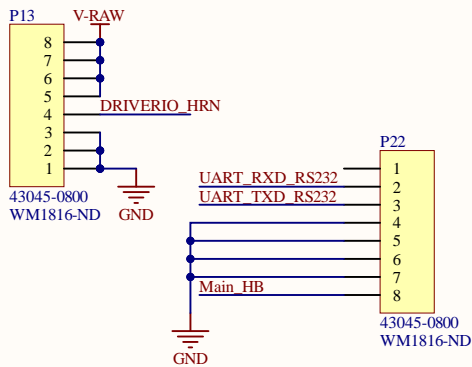 P13
V-RAW
8
7
6
5
4
DRIVERIO_HRN
3
2
1
43045-0800
WM1816-ND
GND
P22
1
UART_RXD_RS232
2
UART_TXD_RS232
3
4
5
6
7
Main_HB
8
43045-0800
WM1816-ND
GND